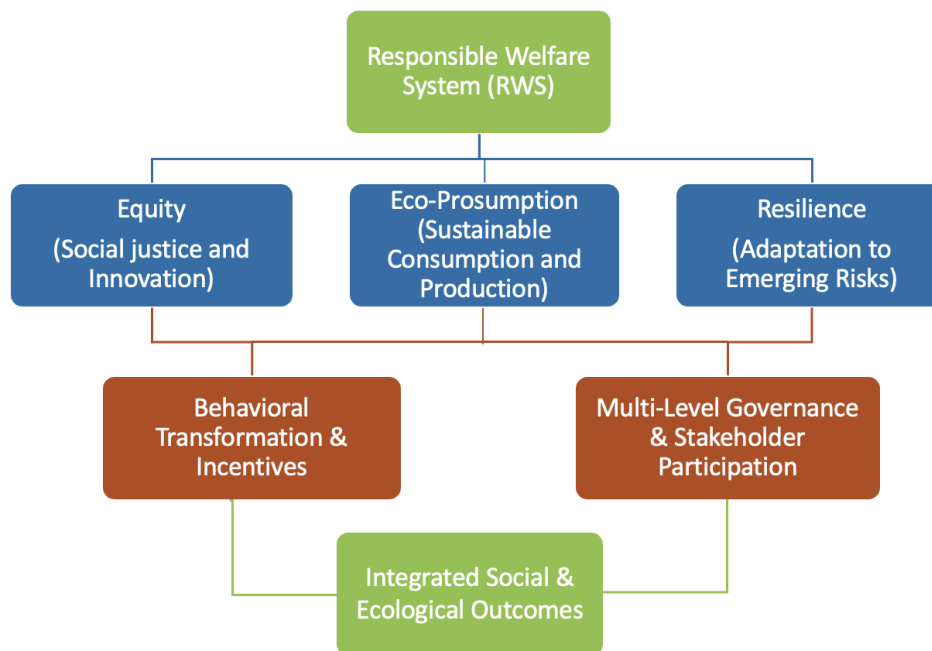 Responsible Welfare
System (RWS)
Equity
(Social justice and
Innovation)
Eco-Prosumption
(Sustainable
Consumption and
Production)
Resilience
(Adaptation to
Emerging Risks)
Behavioral
Transformation &
Incentives
Multi-Level Governance
& Stakeholder
Participation
Integrated Social &
Ecological Outcomes